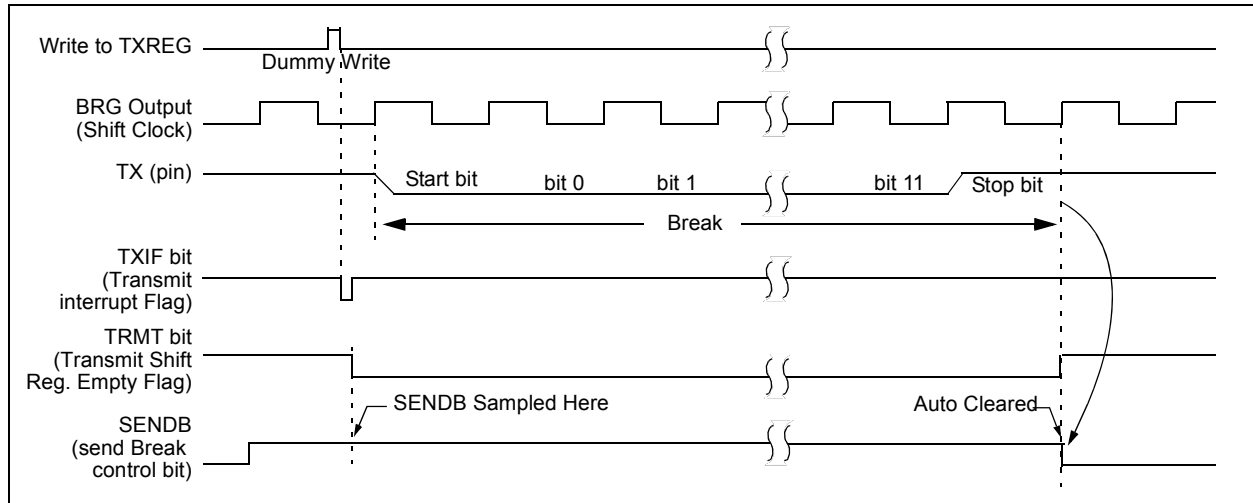 Write to TXREG
Dummy Write
BRG Output
(Shift Clock)
TX (pin)
Start bit
bit 0
bit 1
bit 11
Stop bit
Break
TXIF bit
(Transmit
interrupt Flag)
TRMT bit
(Transmit Shift
Reg. Empty Flag)
SENDB Sampled Here
Auto Cleared
SENDB
(send Break
control bit)